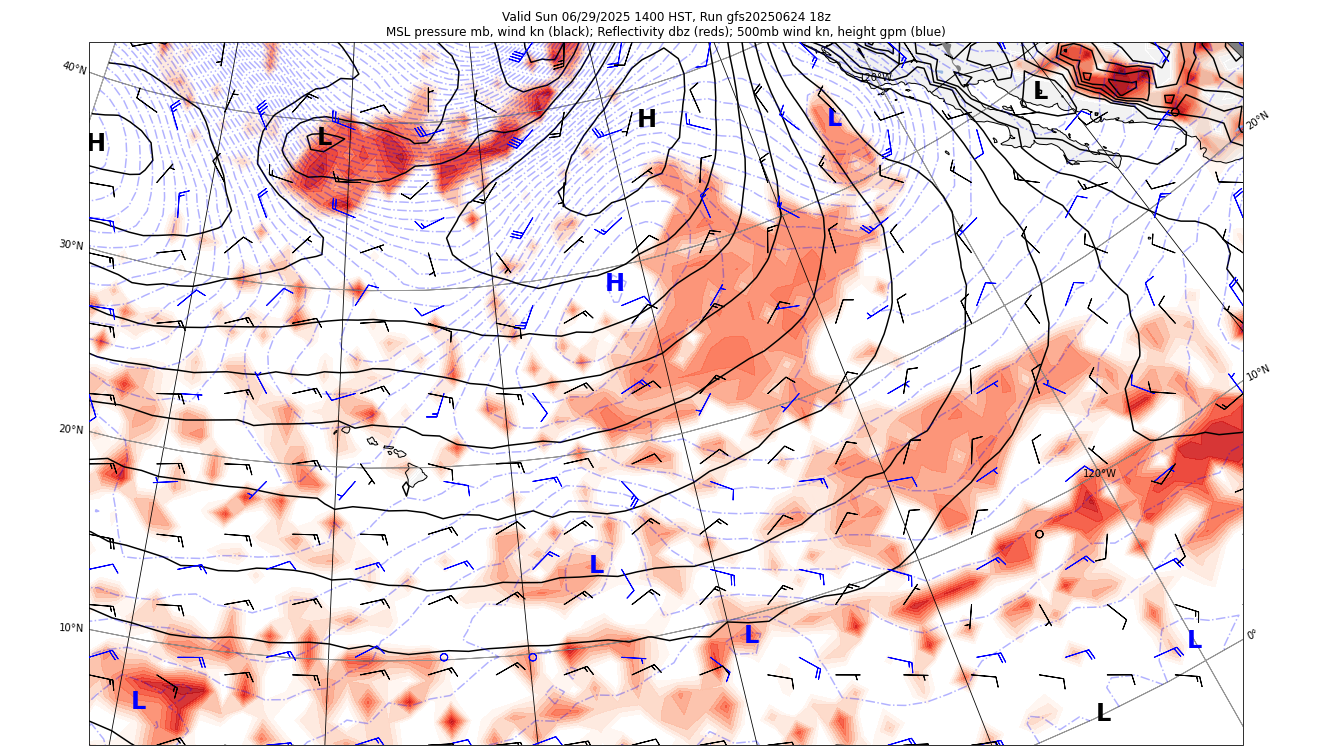 Valid Sun 06/29/2025 1400 HST, Run gfs20250624 18z
MSL pressure mb, wind kn (black); Reflectivity dbz (reds); 500mb wind kn, height gpm (blue)
40°N
120°W
L
L
H
20°N
H
L
30°N
H
10°N
20°N
120°W
L
10°N
L
L
0°
L
L